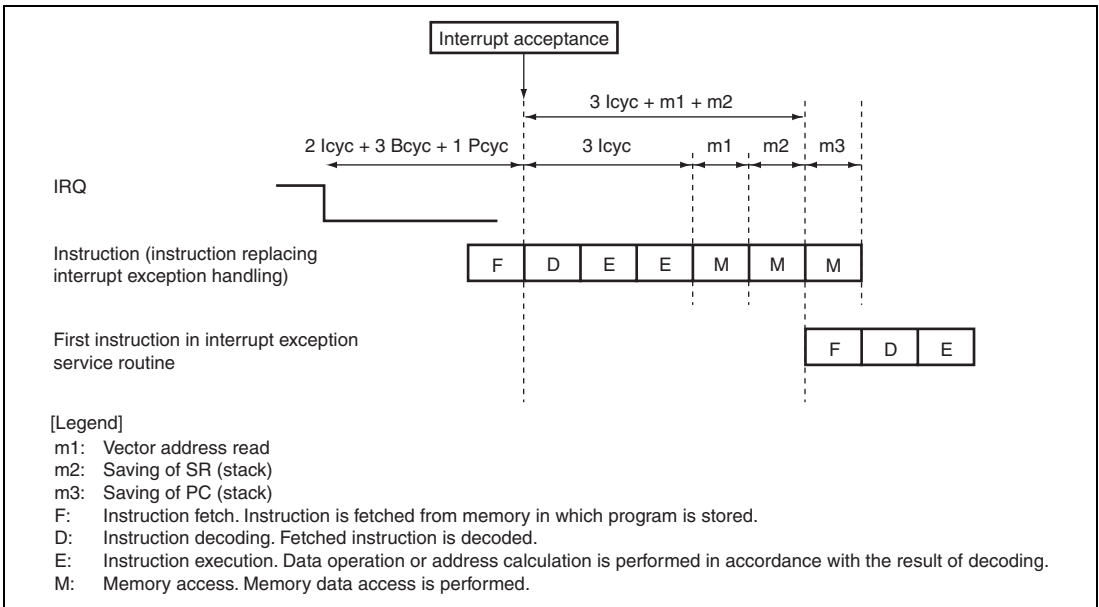 Interrupt acceptance
3 Icyc + m1 + m2
2 Icyc + 3 Bcyc + 1 Pcyc
3 Icyc
m1
m2
m3
IRQ
Instruction (instruction replacing
interrupt exception handling)
F D E E M M M
First instruction in interrupt exception
service routine
F D E
[Legend]
m1: Vector address read
m2: Saving of SR (stack)
m3: Saving of PC (stack)
F: Instruction fetch. Instruction is fetched from memory in which program is stored.
D: Instruction decoding. Fetched instruction is decoded.
E: Instruction execution. Data operation or address calculation is performed in accordance with the result of decoding.
M: Memory access. Memory data access is performed.